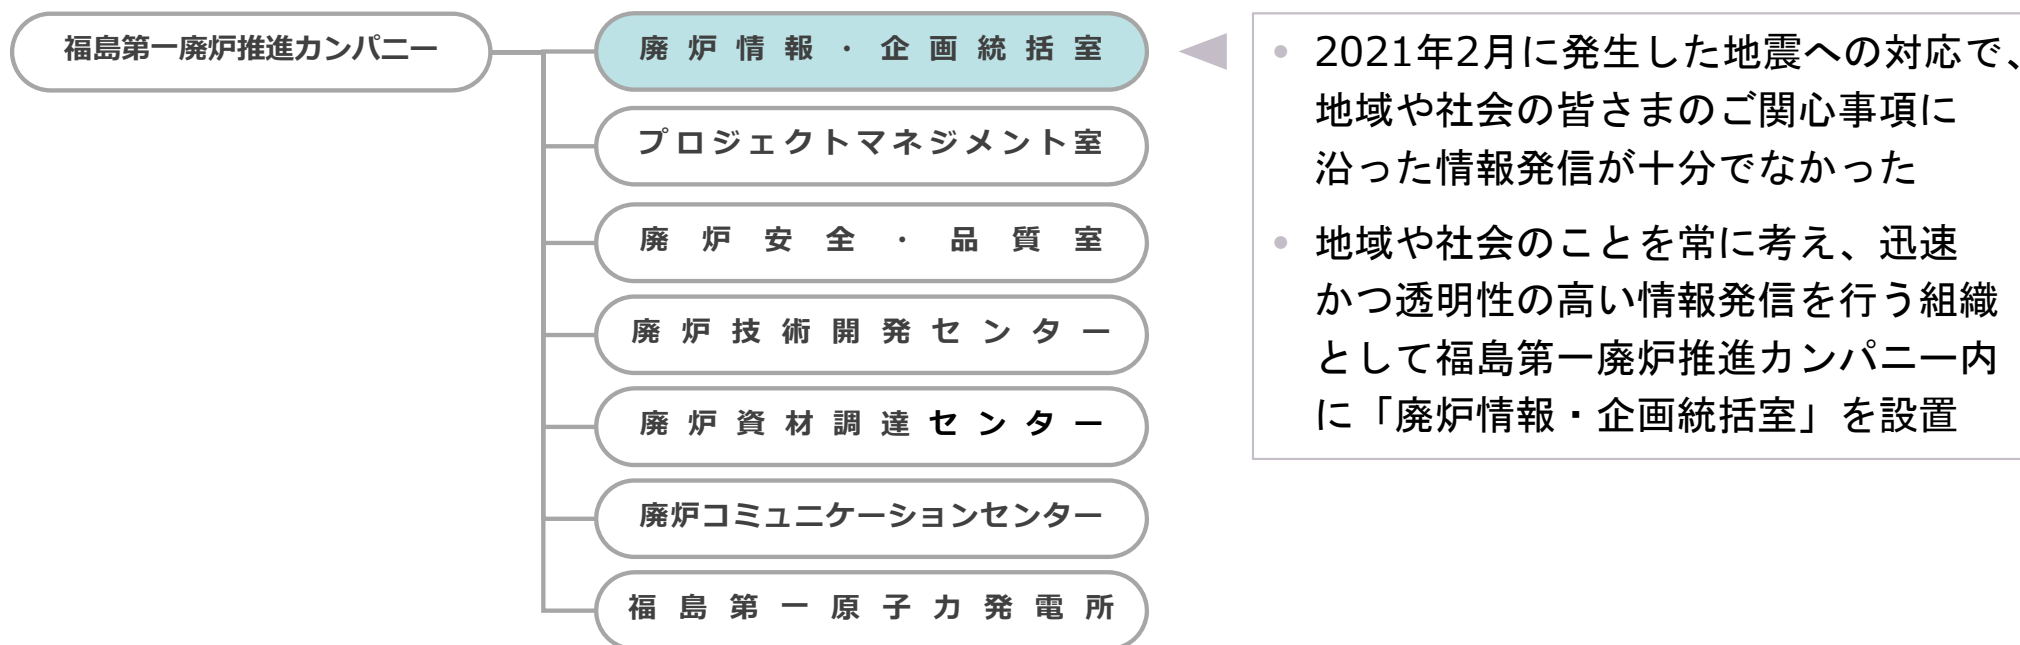 福島第一廃炉推進カンパニー
廃炉情報・企画統括室
プロジェクトマネジメント室
廃炉安全・品質室
廃炉技術開発センター
廃炉資材調達センター
廃炉コミュニケーションセンター
福島第一原子力発電所
• 2021年2月に発生した地震への対応で、
地域や社会の皆さまのご関心事項に
沿った情報発信が十分でなかった
• 地域や社会のことを常に考え、迅速
かつ透明性の高い情報発信を行う組織
として福島第一廃炉推進カンパニー内
に「廃炉情報・企画統括室」を設置